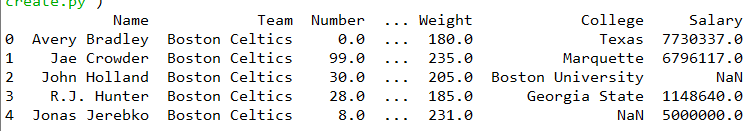 create.py')
Name Team Number ... Weight College Salary
0 Avery Bradley Boston Celtics 0.0 ... 180.0 Texas 7730337.0
1 Jae Crowder Boston Celtics 99.0 ... 235.0 Marquette 6796117.0
2 John Holland Boston Celtics 30.0 ... 205.0 Boston University NaN
3 R.J. Hunter Boston Celtics 28.0 ... 185.0 Georgia State 1148640.0
4 Jonas Jerebko Boston Celtics 8.0 ... 231.0 NaN 5000000.0